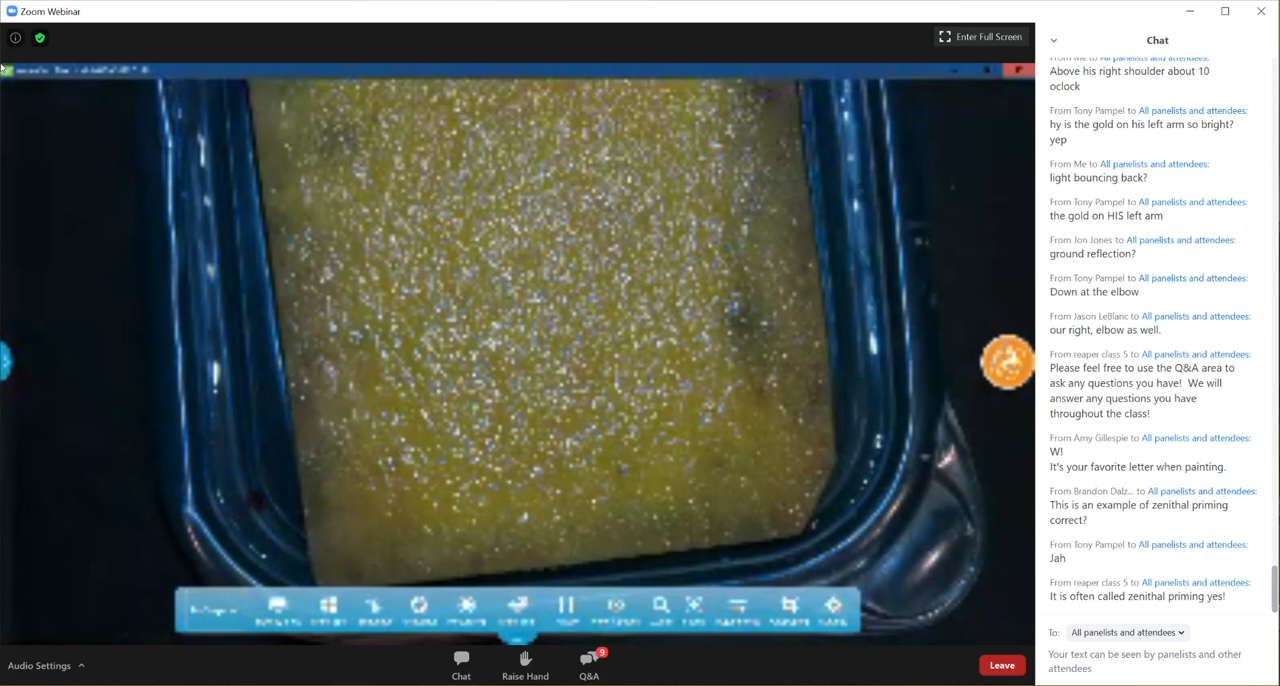 Zoom Webinar
Enter Full Screen
Chat
From Me to All panelists and attendees:
Above his right shoulder about 10
oclock
From Tony Pampel to All panelists and attendees:
hy is the gold on his left arm so bright?
yep
From Me to All panelists and attendees:
light bouncing back?
From Tony Pampel to All panelists and attendees:
the gold on HIS left arm
From Jon Jones to All panelists and attendees:
ground reflection?
From Tony Pampel to All panelists and attendees:
Down at the elbow
From Jason LeBlanc to All panelists and attendees:
our right, elbow as well.
From reaper class 5 to All panelists and attendees:
Please feel free to use the Q&A area to
ask any questions you have! We will
answer any questions you have
throughout the class!
From Amy Gillespie to All panelists and attendees:
W!
It's your favorite letter when painting.
From Brandon Dalz... to All panelists and attendees:
This is an example of zenithal priming
correct?
From Tony Pampel to All panelists and attendees:
Jah
From reaper class 5 to All panelists and attendees:
It is often called zenithal priming yes!
To: All panelists and attendees
Your text can be seen by panelists and other
attendees
Audio Settings
Chat
Raise Hand
9
Q&A
Leave